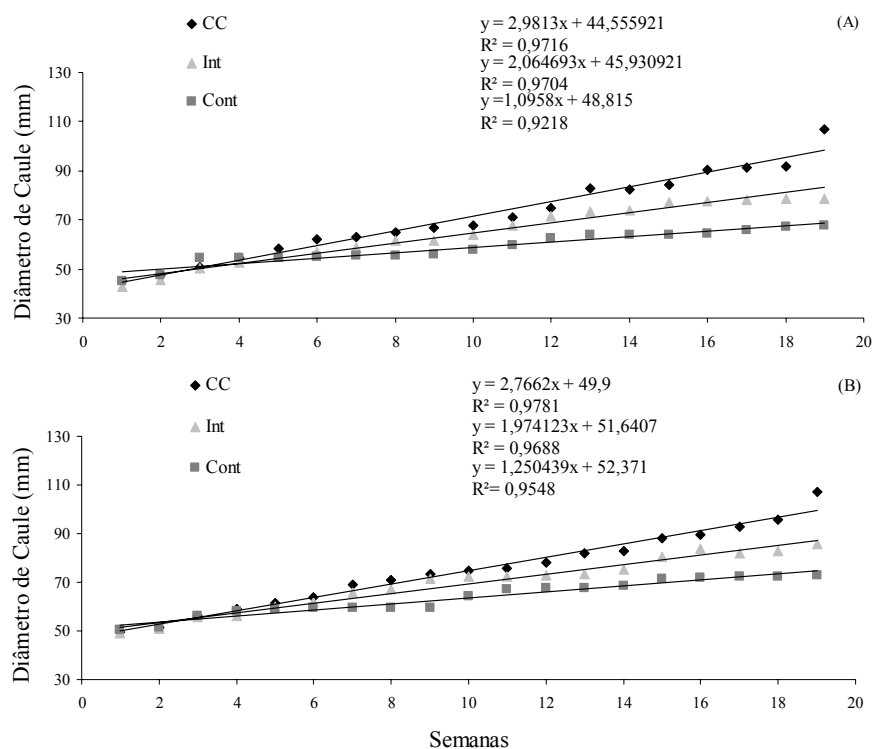 CC
y = 2,9813x + 44,555921
(A)
R² = 0,9716
Int
y = 2,064693x + 45,930921
R² = 0,9704
Cont
y =1,0958x + 48,815
R² = 0,9218
Diâmetro de Caule (mm)
130
110
90
70
50
30
0 2 4 6 8 10 12 14 16 18 20
CC
y = 2,7662x + 49,9
(B)
R² = 0,9781
Int
y = 1,974123x + 51,6407
R² = 0,9688
Cont
y = 1,250439x + 52,371
R²= 0,9548
Diâmetro de Caule (mm)
130
110
90
70
50
30
0 2 4 6 8 10 12 14 16 18 20
Semanas